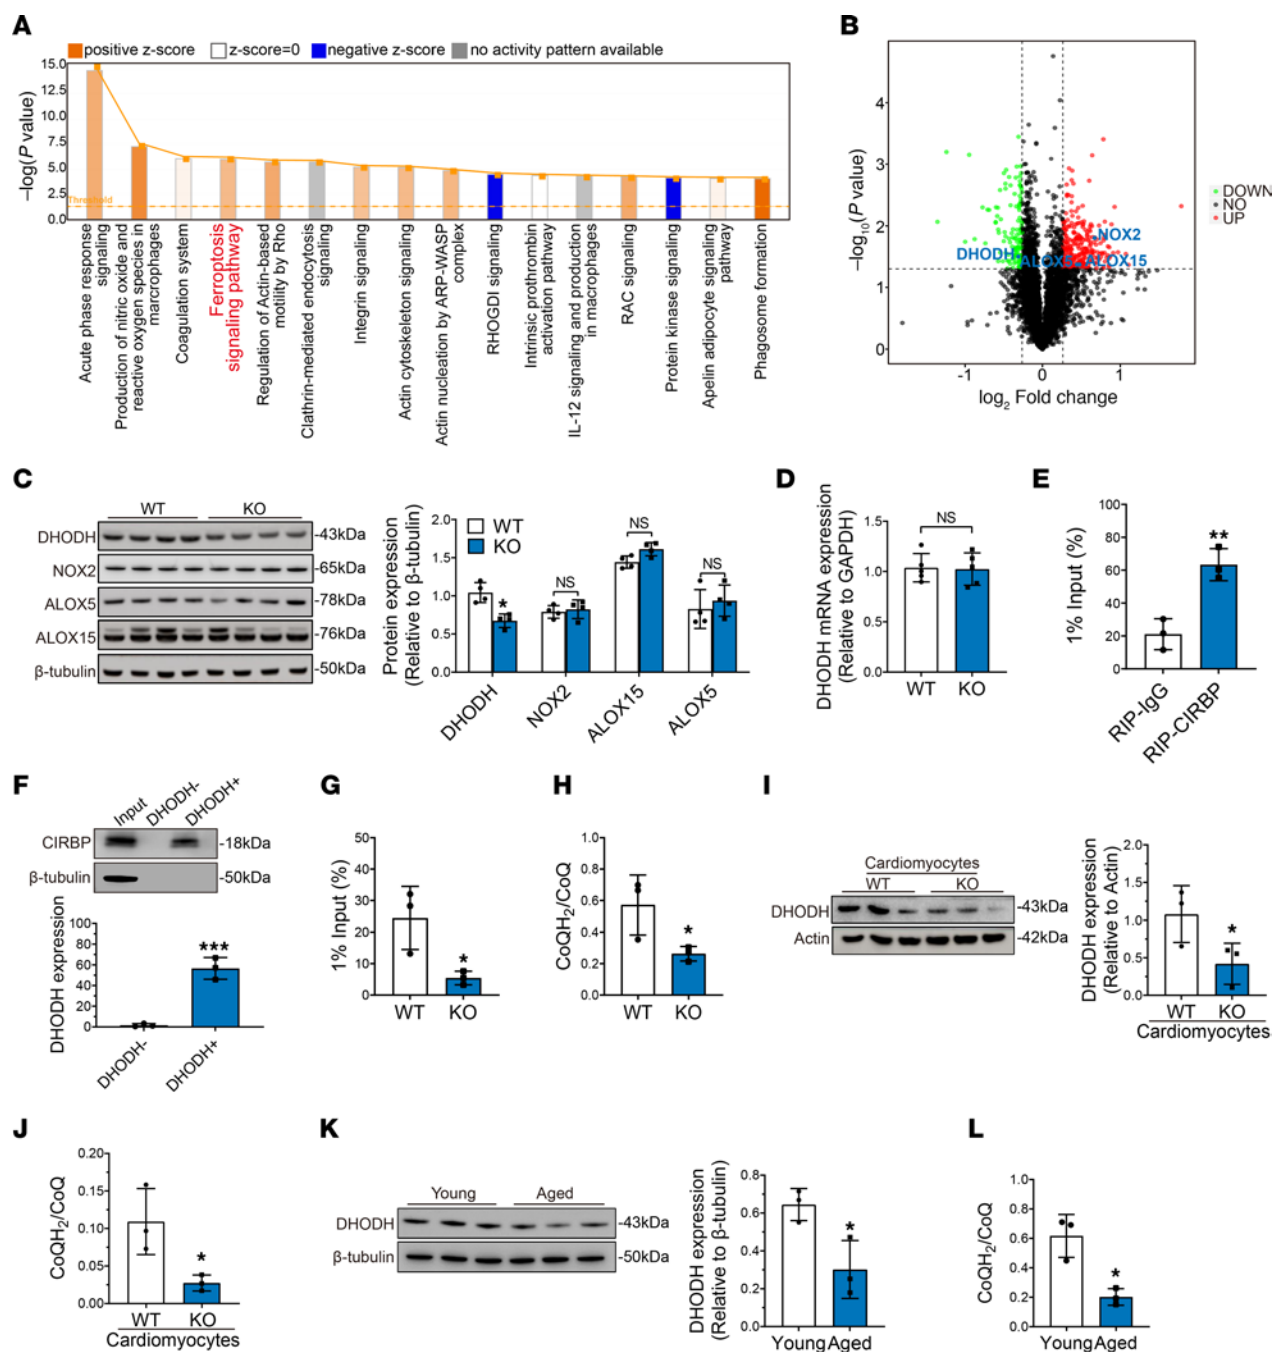 A
positive z-score
z-score=0
negative z-score
no activity pattern available
–log(P value)
15.0
12.5
10.0
7.5
5.0
2.5
0.0
Threshold
Acute phase response
signaling
Production of nitric oxide and
reactive oxygen species in
marcrophages
Coagulation system
Ferroptosis
signaling pathway
Regulation of Actin-based
motility by Rho
Clathrin-mediated endocytosis
signaling
Integrin signaling
Actin cytoskeleton signaling
Actin nucleation by ARP-WASP
complex
RHOGDI signaling
Intrinsic prothrombin
activation pathway
IL-12 signaling and production
in macrophages
RAC signaling
Protein kinase signaling
Apelin adipocyte signaling
pathway
Phagosome formation
B
–log10(P value)
4
3
2
1
0
-1
0
1
log2 Fold change
DHODH
ALOX5
ALOX15
NOX2
DOWN
NO
UP
C
WT
KO
DHODH
-43kDa
NOX2
-65kDa
ALOX5
-78kDa
ALOX15
-76kDa
β-tubulin
-50kDa
Protein expression
(Relative to β-tubulin)
2.0
1.5
1.0
0.5
0.0
WT
KO
*
NS
NS
NS
DHODH
NOX2
ALOX15
ALOX5
D
DHODH mRNA expression
(Relative to GAPDH)
1.5
1.0
0.5
0.0
NS
WT
KO
E
1% Input (%)
100
80
60
40
20
0
**
RIP-IgG
RIP-CIRBP
F
Input
DHODH-
DHODH+
CIRBP
-18kDa
β-tubulin
-50kDa
DHODH expression
100
90
80
70
60
50
40
30
20
10
0
***
DHODH-
DHODH+
G
1% Input (%)
50
40
30
20
10
0
*
WT
KO
H
CoQH2/CoQ
1.0
0.8
0.6
0.4
0.2
0.0
*
WT
KO
I
Cardiomyocytes
WT
KO
DHODH
-43kDa
Actin
-42kDa
DHODH expression
(Relative to Actin)
2.0
1.5
1.0
0.5
0.0
*
WT
KO
Cardiomyocytes
J
CoQH2/CoQ
0.20
0.15
0.10
0.05
0.00
*
WT
KO
Cardiomyocytes
K
Young
Aged
DHODH
-43kDa
β-tubulin
-50kDa
DHODH expression
(Relative to β-tubulin)
0.8
0.6
0.4
0.2
0.0
*
Young
Aged
L
CoQH2/CoQ
1.0
0.8
0.6
0.4
0.2
0.0
*
Young
Aged